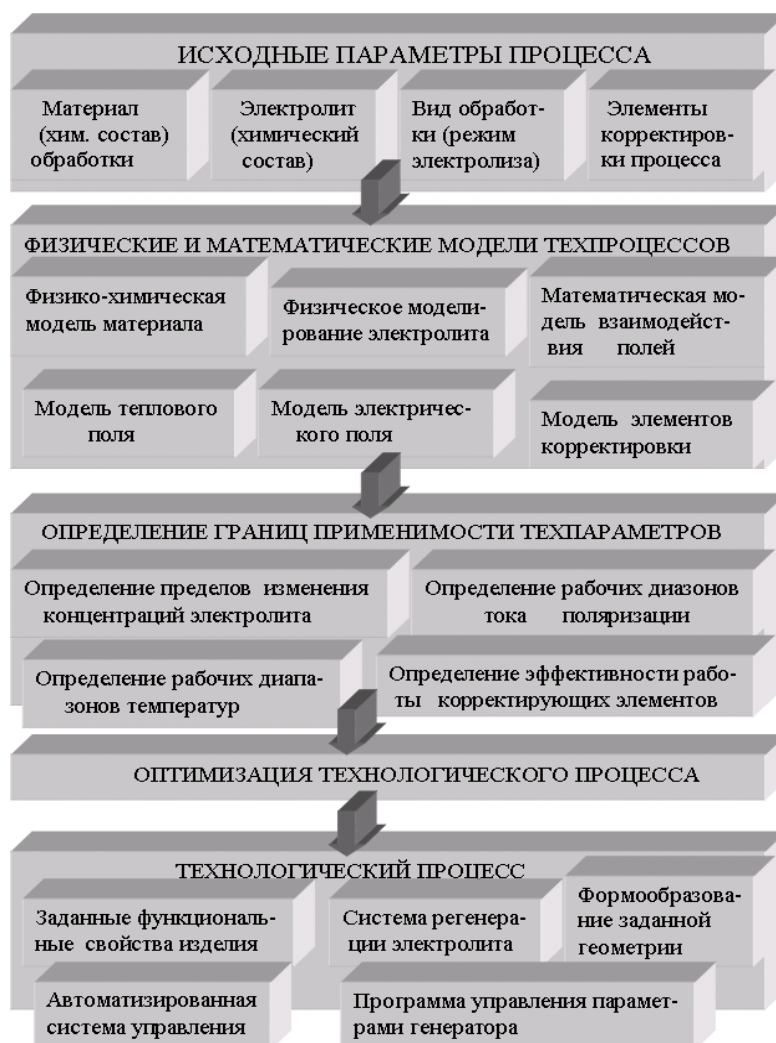 ИСХОДНЫЕ ПАРАМЕТРЫ ПРОЦЕССА
Материал
(хим. состав)
обработки
Электролит
(химический
состав)
Вид обработ-
ки (режим
электролиза)
Элементы
корректиров-
ки процесса
ФИЗИЧЕСКИЕ И МАТЕМАТИЧЕСКИЕ МОДЕЛИ ТЕХПРОЦЕССОВ
Физико-химическая
модель материала
Физическое модели-
рование электролита
Математическая мо-
дель взаимодейст-
вия полей
Модель теплового
поля
Модель электричес-
кого поля
Модель элементов
корректировки
ОПРЕДЕЛЕНИЕ ГРАНИЦ ПРИМЕНИМОСТИ ТЕХПАРАМЕТРОВ
Определение пределов изменения
концентраций электролита
Определение рабочих диазонов
тока поляризации
Определение рабочих диапа-
зонов температур
Определение эффективности рабо-
ты корректирующих элементов
ОПТИМИЗАЦИЯ ТЕХНОЛОГИЧЕСКОГО ПРОЦЕССА
ТЕХНОЛОГИЧЕСКИЙ ПРОЦЕСС
Заданные функциональ-
ные свойства изделия
Система регенера-
ции электролита
Формообразова-
ние заданной
геометрии
Автоматизированная
система управления
Программа управления парамет-
рами генератора